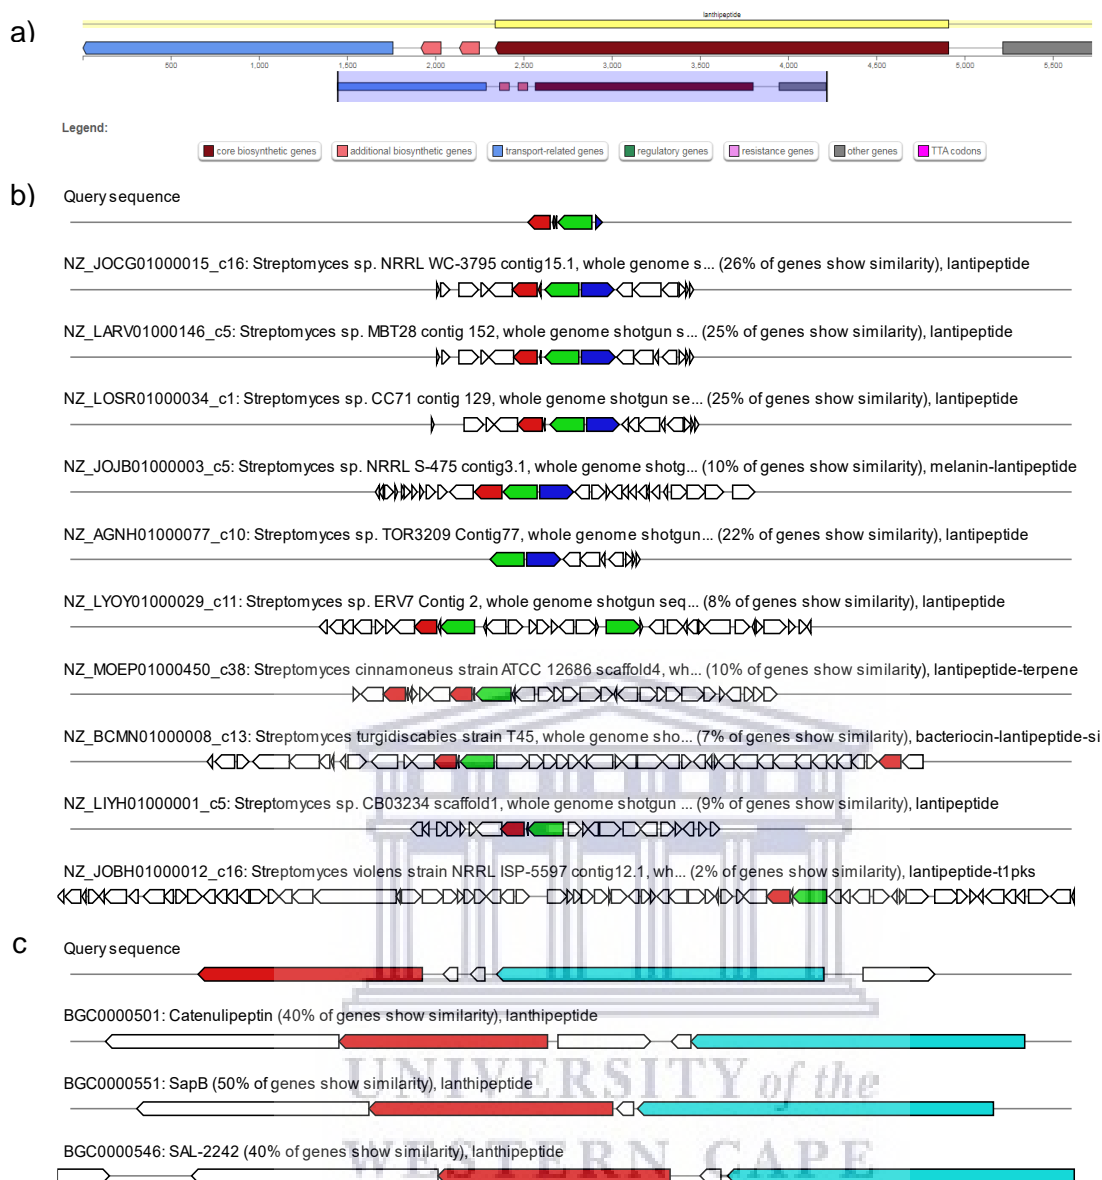 a)
lanthipeptide
500 1,000 1,500 2,000 2,500 3,000 3,500 4,000 4,500 5,000 5,500
Legend:
core biosynthetic genes additional biosynthetic genes transport-related genes regulatory genes resistance genes other genes TTA codons
b)
Query sequence
NZ_JOCG01000015_c16: Streptomyces sp. NRRL WC-3795 contig15.1, whole genome s... (26% of genes show similarity), lantipeptide
NZ_LARV01000146_c5: Streptomyces sp. MBT28 contig 152, whole genome shotgun s... (25% of genes show similarity), lantipeptide
NZ_LOSR01000034_c1: Streptomyces sp. CC71 contig 129, whole genome shotgun se... (25% of genes show similarity), lantipeptide
NZ_JOJB01000003_c5: Streptomyces sp. NRRL S-475 contig3.1, whole genome shotg... (10% of genes show similarity), melanin-lantipeptide
NZ_AGNH01000077_c10: Streptomyces sp. TOR3209 Contig77, whole genome shotgun... (22% of genes show similarity), lantipeptide
NZ_LYOY01000029_c11: Streptomyces sp. ERV7 Contig 2, whole genome shotgun seq... (8% of genes show similarity), lantipeptide
NZ_MOEP01000450_c38: Streptomyces cinnamoneus strain ATCC 12686 scaffold4, wh... (10% of genes show similarity), lantipeptide-terpene
NZ_BCMN01000008_c13: Streptomyces turgidiscabies strain T45, whole genome sho... (7% of genes show similarity), bacteriocin-lantipeptide-si
NZ_LIYH01000001_c5: Streptomyces sp. CB03234 scaffold1, whole genome shotgun ... (9% of genes show similarity), lantipeptide
NZ_JOBH01000012_c16: Streptomyces violens strain NRRL ISP-5597 contig12.1, wh... (2% of genes show similarity), lantipeptide-t1pks
c
Query sequence
BGC0000501: Catenulipeptin (40% of genes show similarity), lanthipeptide
UNIVERSITY of the
BGC0000551: SapB (50% of genes show similarity), lanthipeptide
WESTERN CAPE
BGC0000546: SAL-2242 (40% of genes show similarity), lanthipeptide